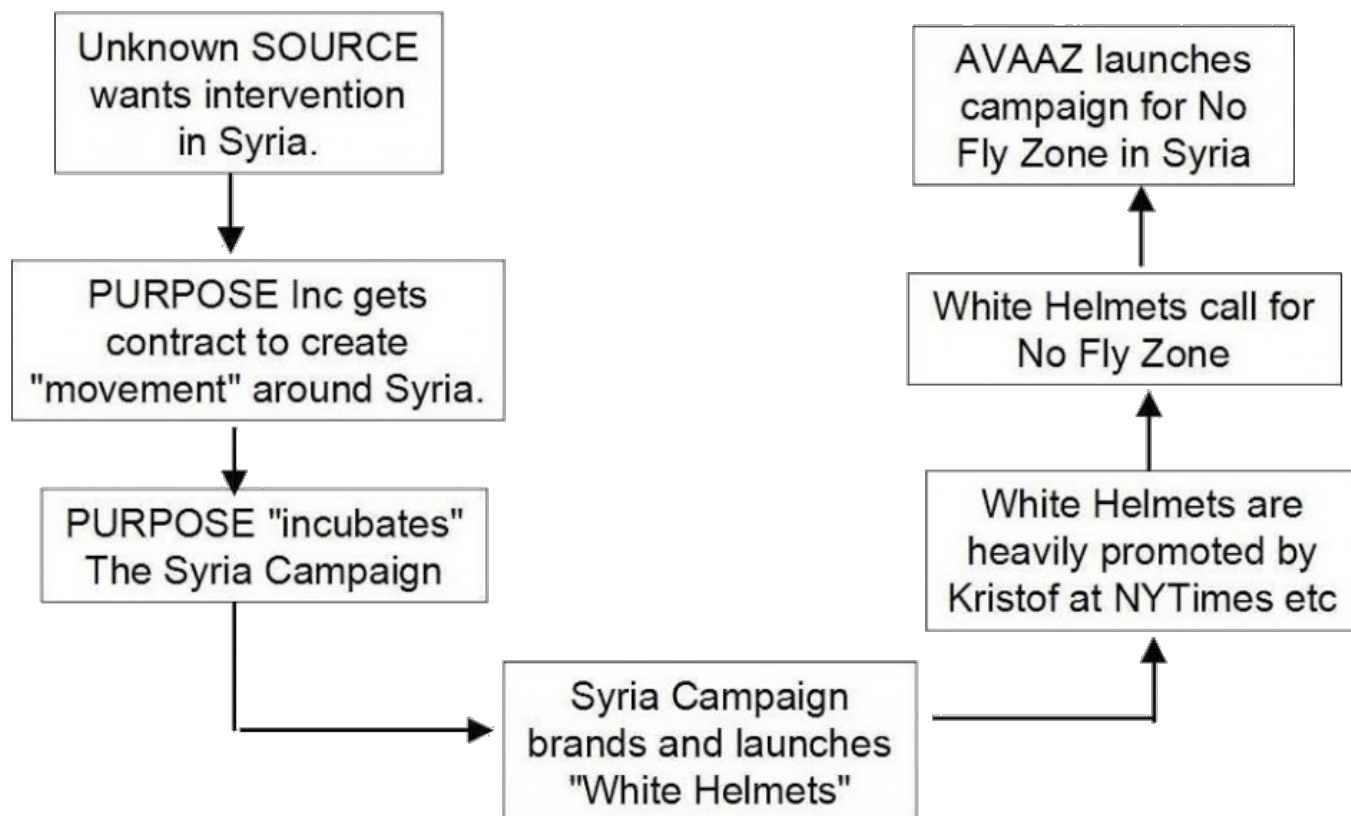 Unknown SOURCE
wants intervention
in Syria.
PURPOSE Inc gets
contract to create
"movement" around Syria.
PURPOSE "incubates"
The Syria Campaign
Syria Campaign
brands and launches
"White Helmets"
White Helmets are
heavily promoted by
Kristof at NYTimes etc
White Helmets call for
No Fly Zone
AVAAZ launches
campaign for No
Fly Zone in Syria